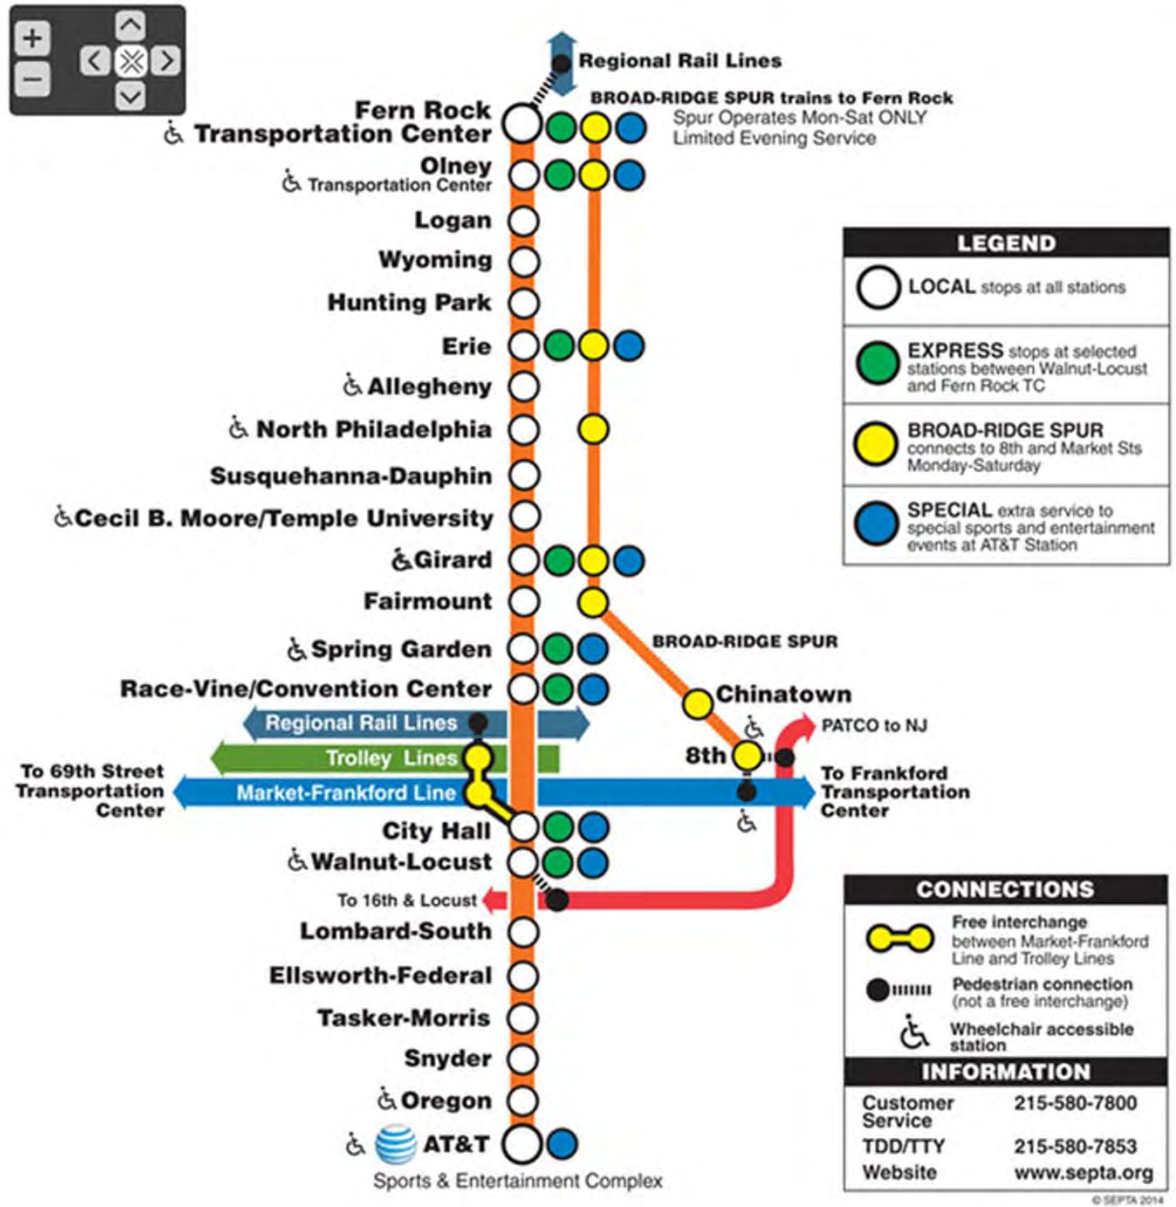 Regional Rail Lines
BROAD-RIDGE SPUR trains to Fern Rock
Spur Operates Mon-Sat ONLY
Limited Evening Service
Fern Rock
Transportation Center
Olney
Transportation Center
Logan
Wyoming
Hunting Park
Erie
Allegheny
North Philadelphia
Susquehanna-Dauphin
Cecil B. Moore/Temple University
Girard
Fairmount
Spring Garden
Race-Vine/Convention Center
BROAD-RIDGE SPUR
Chinatown
8th
PATCO to NJ
Regional Rail Lines
Trolley Lines
Market-Frankford Line
To 69th Street
Transportation
Center
To Frankford
Transportation
Center
City Hall
Walnut-Locust
To 16th & Locust
Lombard-South
Ellsworth-Federal
Tasker-Morris
Snyder
Oregon
AT&T
Sports & Entertainment Complex
LEGEND
LOCAL stops at all stations
EXPRESS stops at selected
stations between Walnut-Locust
and Fern Rock TC
BROAD-RIDGE SPUR
connects to 8th and Market Sts
Monday-Saturday
SPECIAL extra service to
special sports and entertainment
events at AT&T Station
CONNECTIONS
Free interchange
between Market-Frankford
Line and Trolley Lines
Pedestrian connection
(not a free interchange)
Wheelchair accessible
station
INFORMATION
Customer
Service 215-580-7800
TDD/TTY 215-580-7853
Website www.septa.org
© SEPTA 2014